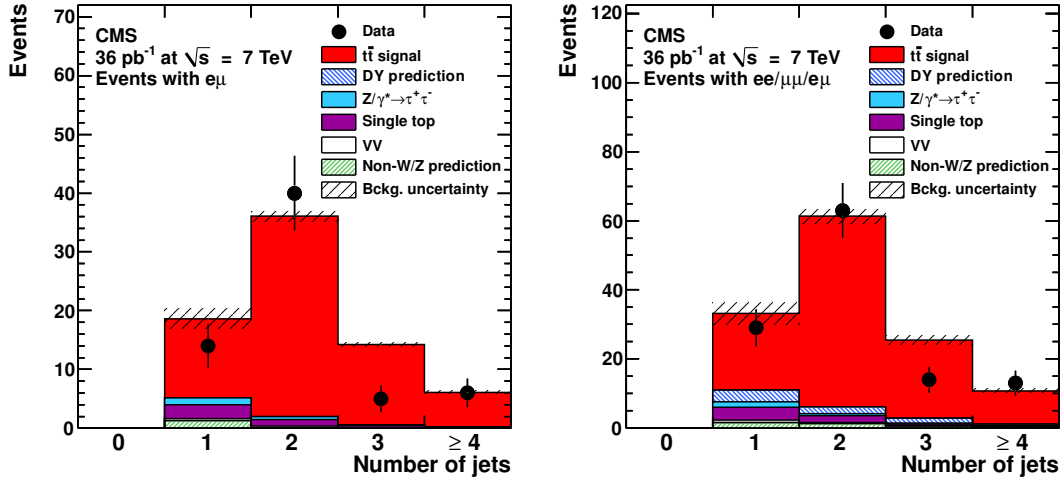 Events
70
60
50
40
30
20
10
0
CMS
36 pb⁻¹ at √s = 7 TeV
Events with eμ
Data
tt̄ signal
DY prediction
Z/γ*→τ⁺τ⁻
Single top
VV
Non-W/Z prediction
Bckg. uncertainty
0 1 2 3 ≥ 4
Number of jets
Events
120
100
80
60
40
20
0
CMS
36 pb⁻¹ at √s = 7 TeV
Events with ee/μμ/eμ
Data
tt̄ signal
DY prediction
Z/γ*→τ⁺τ⁻
Single top
VV
Non-W/Z prediction
Bckg. uncertainty
0 1 2 3 ≥ 4
Number of jets